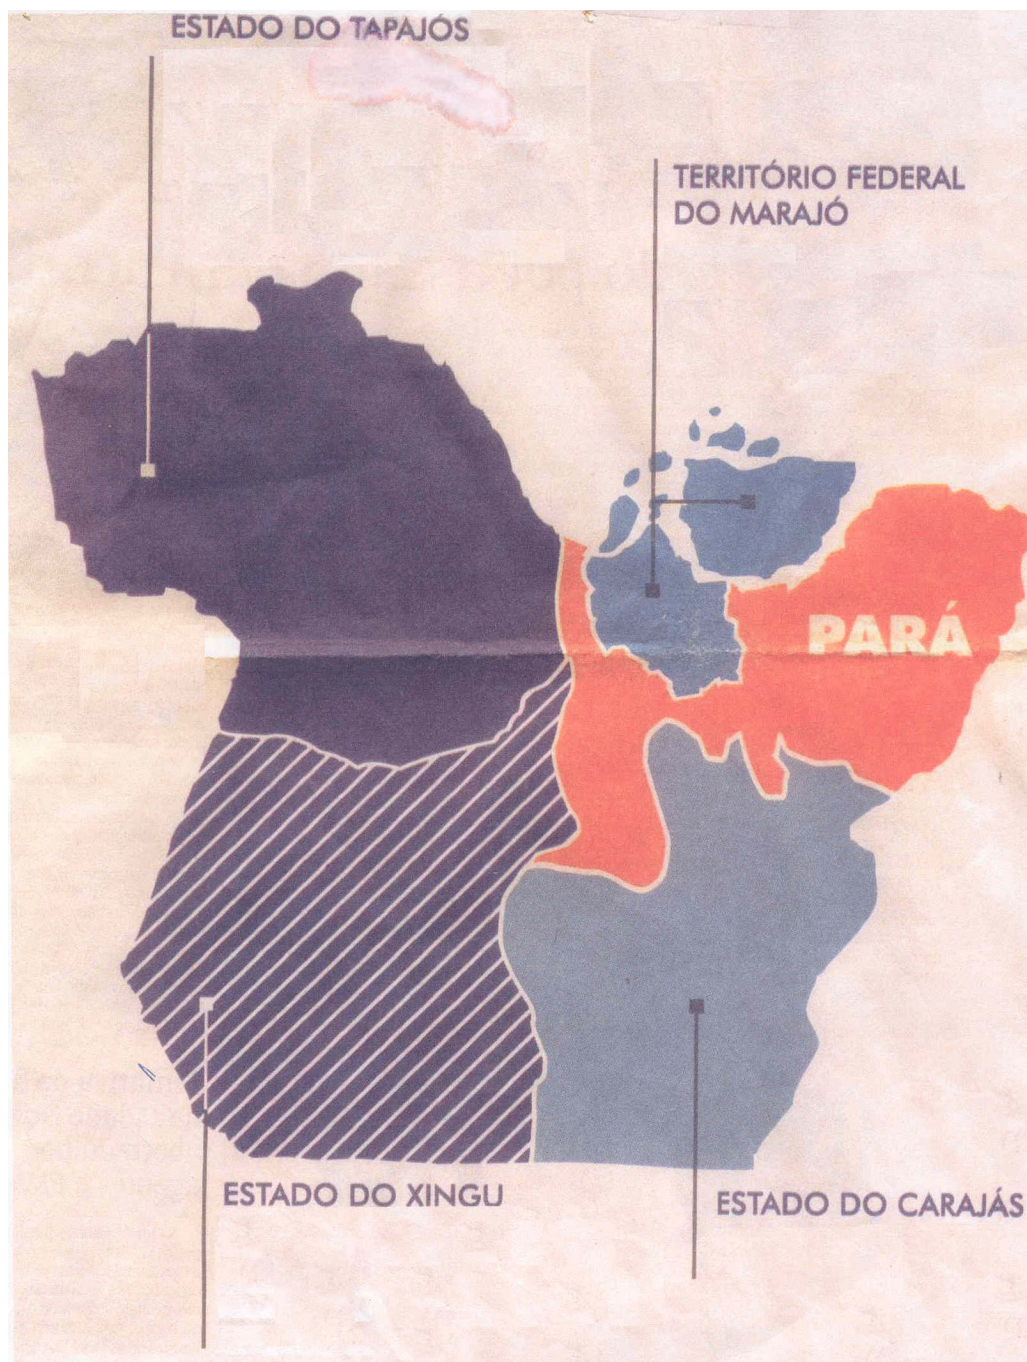 ESTADO DO TAPAJÓS
TERRITÓRIO FEDERAL
DO MARAJÓ
PARÁ
ESTADO DO XINGU
ESTADO DO CARAJÁS